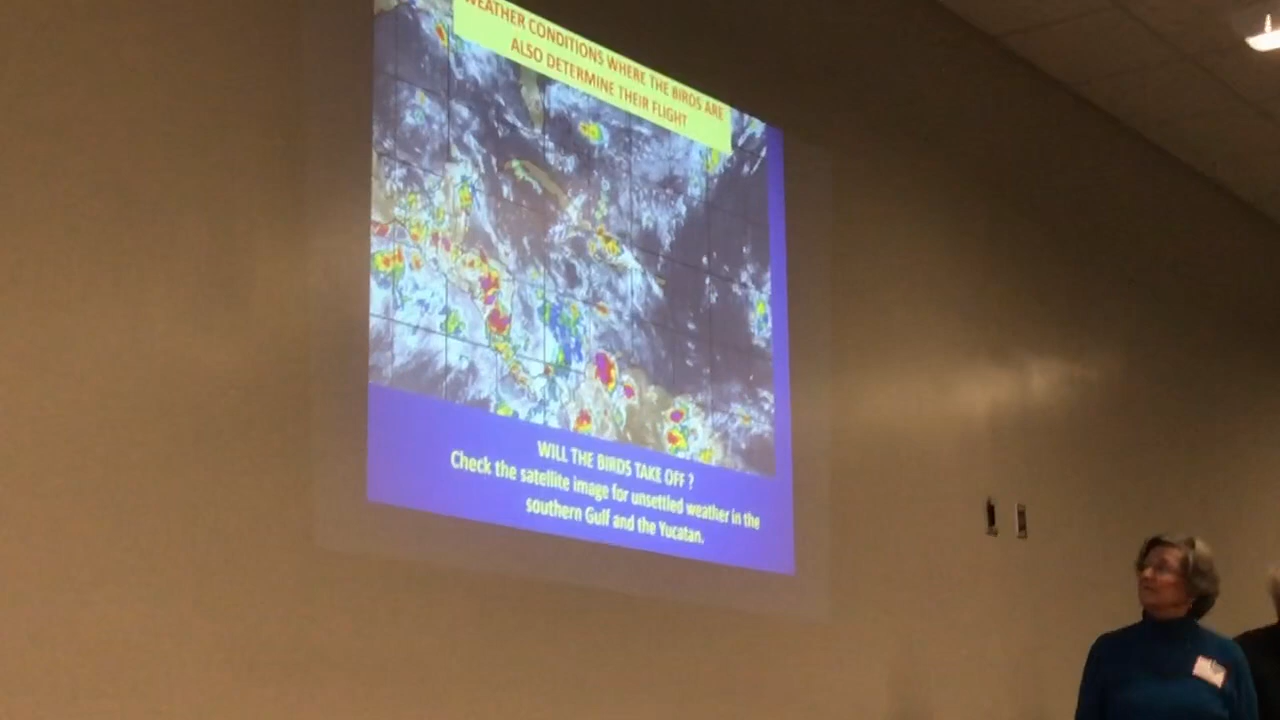 WEATHER CONDITIONS WHERE THE BIRDS ARE
ALSO DETERMINE THEIR FLIGHT
WILL THE BIRDS TAKE OFF ?
Check the satellite image for unsettled weather in the
southern Gulf and the Yucatan.